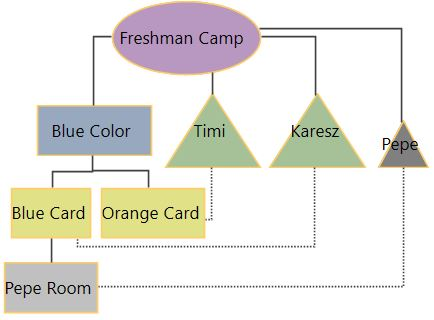 Freshman Camp
Blue Color
Timi
Karesz
Pepe
Blue Card
Orange Card
Pepe Room